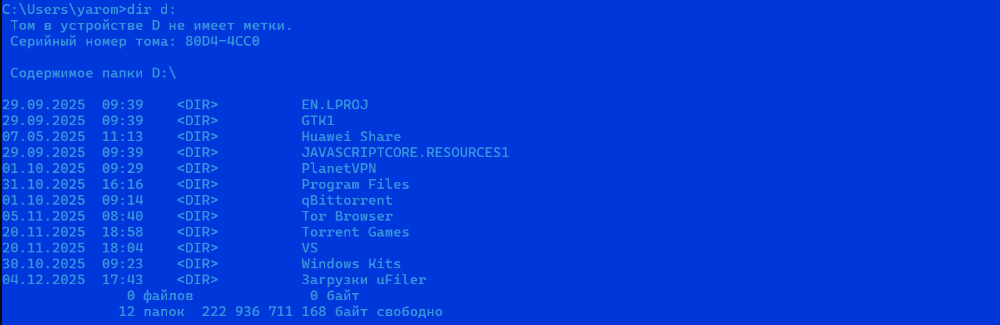 C:\Users\yarom>dir d:
Том в устройстве D не имеет метки.
Серийный номер тома: 80D4-4CC0
Содержимое папки D:\
29.09.2025 09:39 <DIR> EN.LPROJ
29.09.2025 09:39 <DIR> GTK1
07.05.2025 11:13 <DIR> Huawei Share
29.09.2025 09:39 <DIR> JAVASCRIPTCORE.RESOURCES1
01.10.2025 09:29 <DIR> PlanetVPN
31.10.2025 16:16 <DIR> Program Files
01.10.2025 09:14 <DIR> qBittorrent
05.11.2025 08:40 <DIR> Tor Browser
20.11.2025 18:58 <DIR> Torrent Games
20.11.2025 18:04 <DIR> VS
30.10.2025 09:23 <DIR> Windows Kits
04.12.2025 17:43 <DIR> Загрузки uFiler
0 файлов 0 байт
12 папок 222 936 711 168 байт свободно